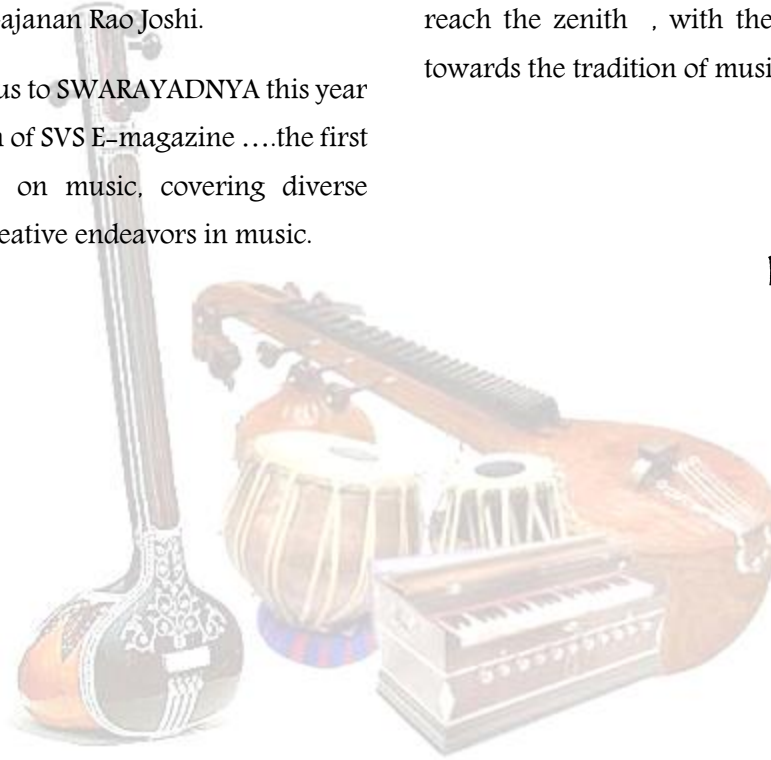 ajanan Rao Joshi.
us to SWARAYADNYA this year
of SVS E-magazine ….the first
on music, covering diverse
eative endeavors in music.
reach the zenith , with the
towards the tradition of musi